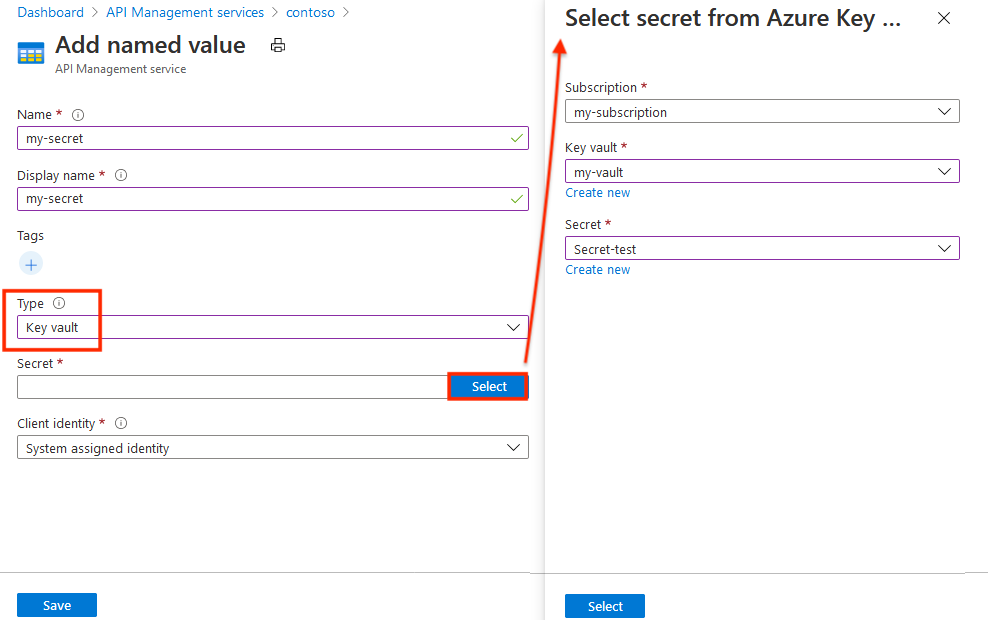 Dashboard > API Management services > contoso >
Add named value
API Management service
Name *
my-secret
Display name *
my-secret
Tags
+
Type
Key vault
Secret *
Select
Client identity *
System assigned identity
Save
Select secret from Azure Key ...
Subscription *
my-subscription
Key vault *
my-vault
Create new
Secret *
Secret-test
Create new
Select